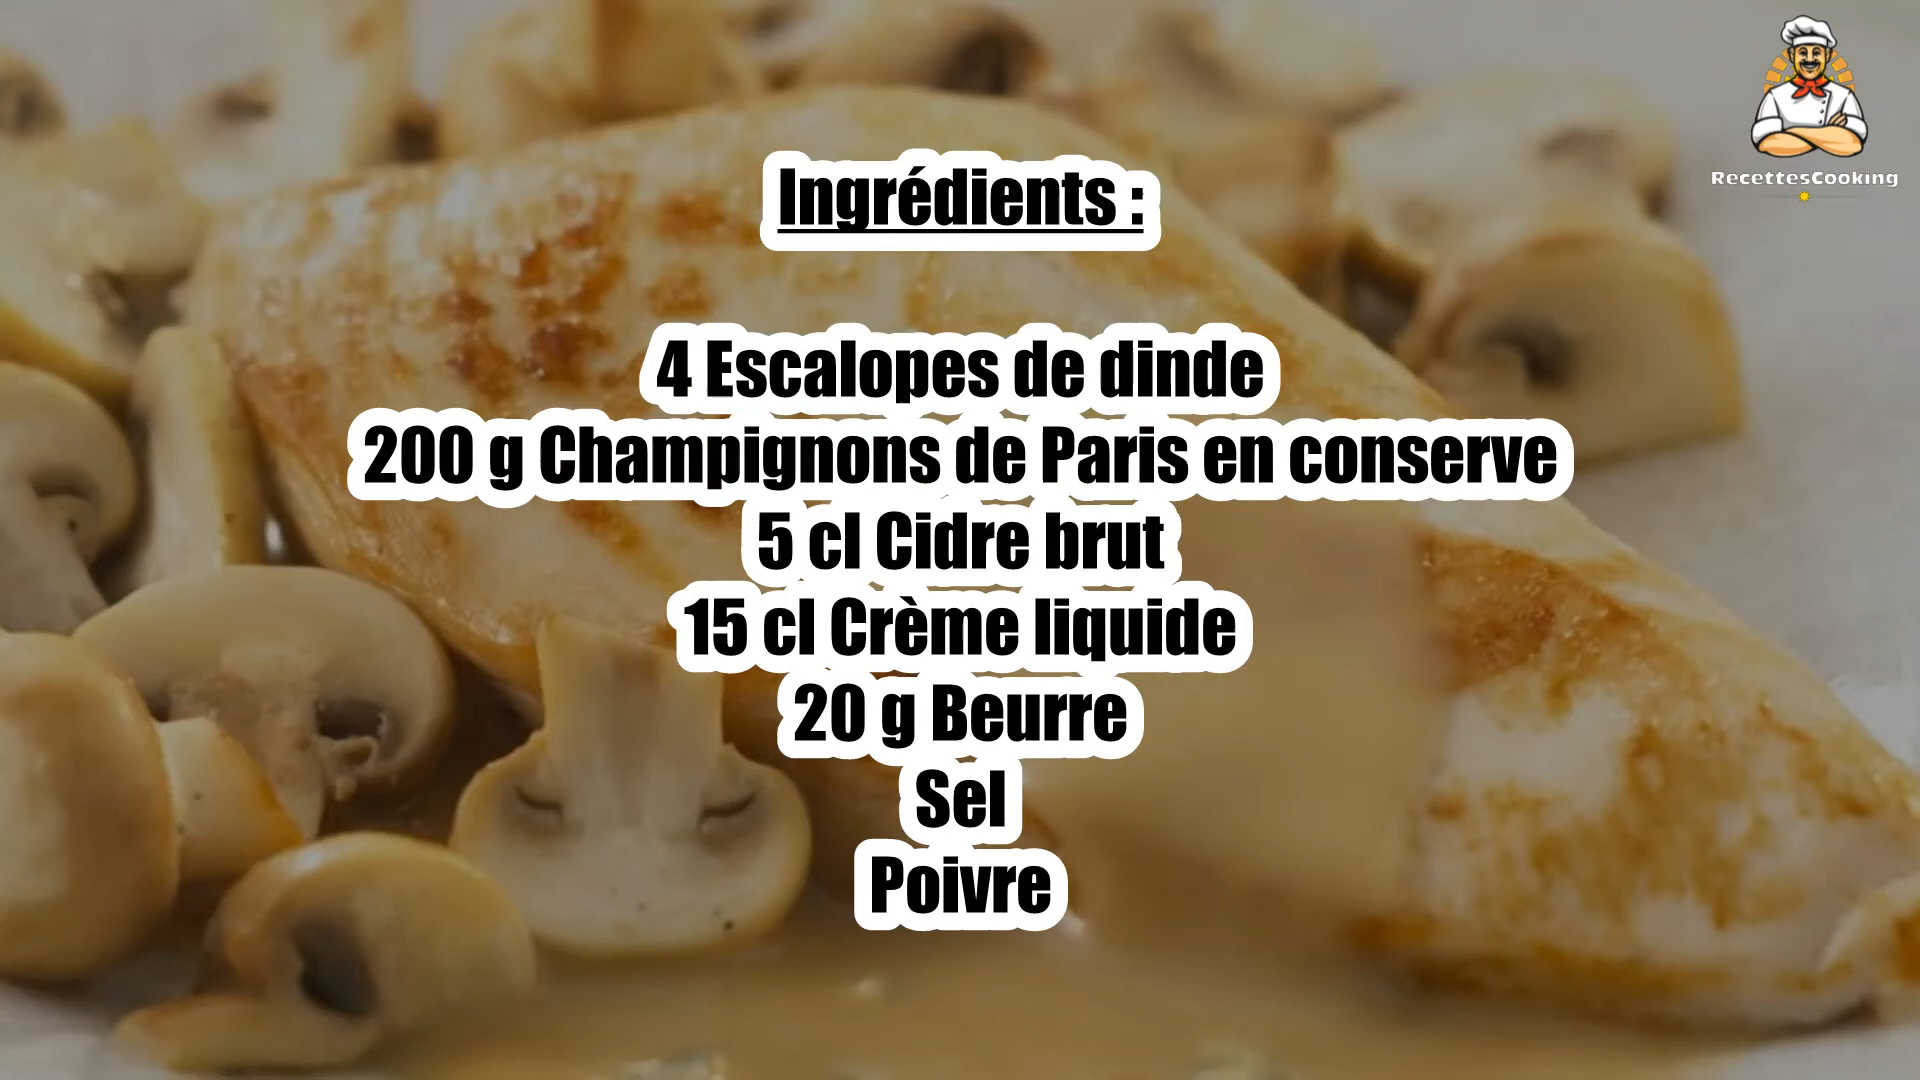 RecettesCooking
Ingrédients :
4 Escalopes de dinde
200 g Champignons de Paris en conserve
5 cl Cidre brut
15 cl Crème liquide
20 g Beurre
Sel
Poivre